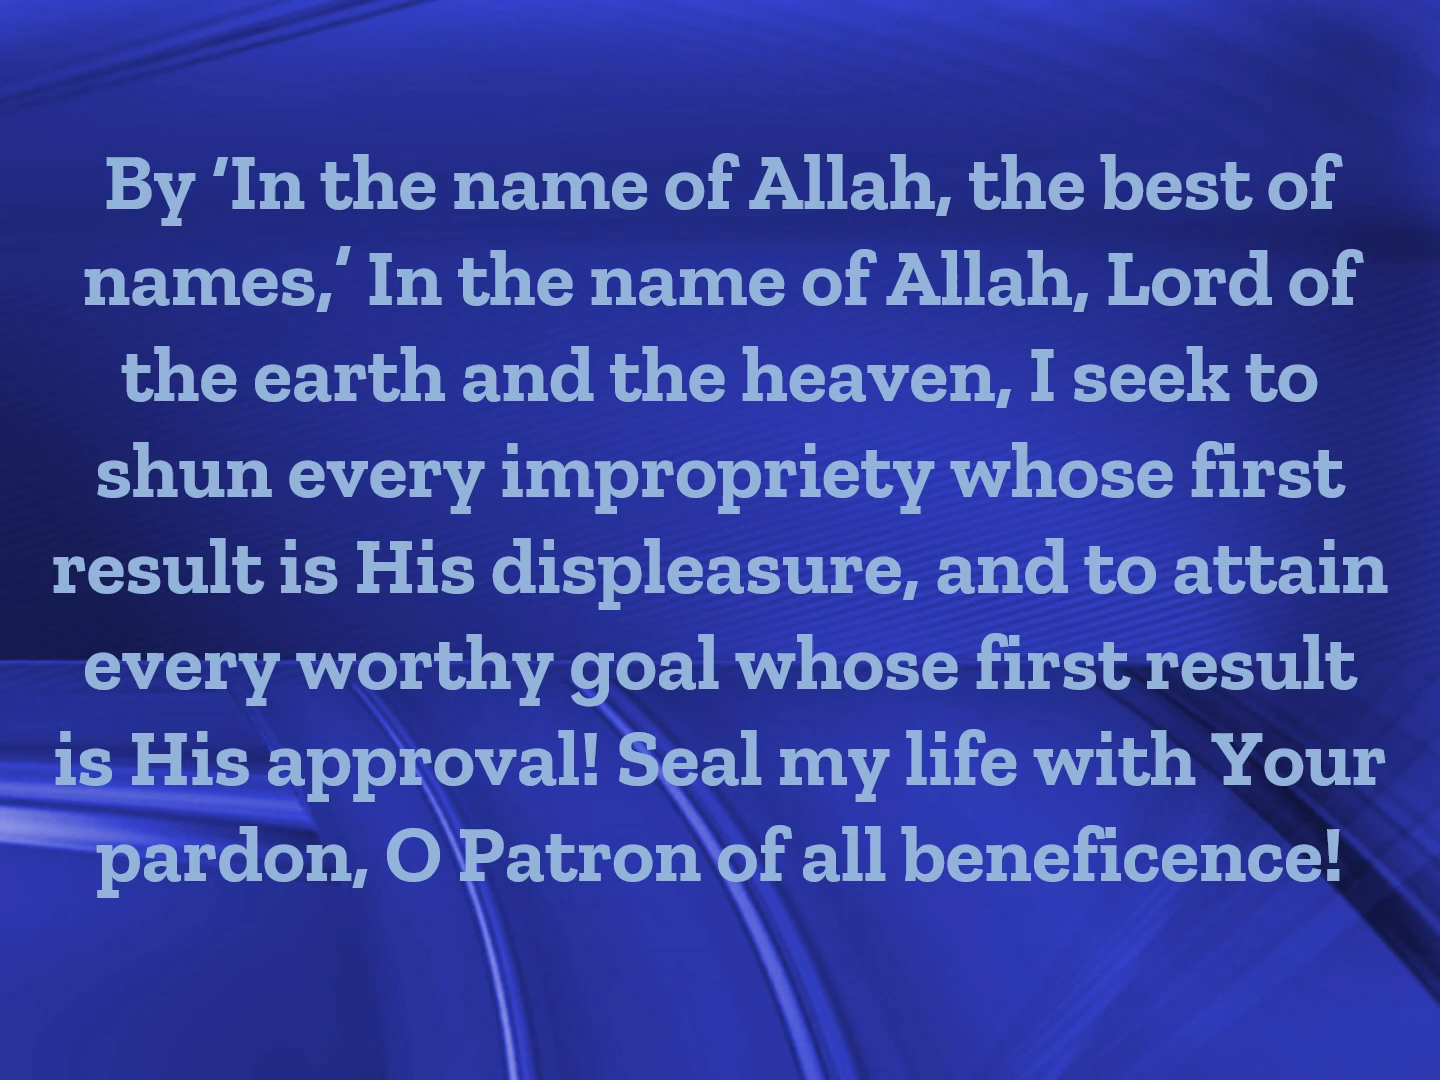 By ‘In the name of Allah, the best of
names,’ In the name of Allah, Lord of
the earth and the heaven, I seek to
shun every impropriety whose first
result is His displeasure, and to attain
every worthy goal whose first result
is His approval! Seal my life with Your
pardon, O Patron of all beneficence!